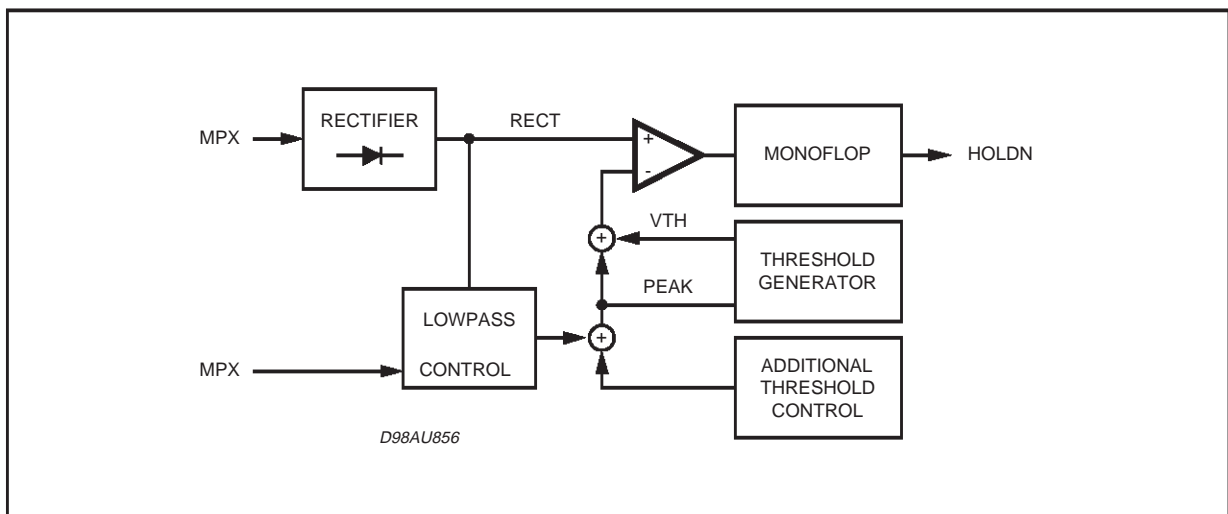 MPX
RECTIFIER
RECT
+
-
MONOFLOP
HOLDN
VTH
+
THRESHOLD
GENERATOR
PEAK
LOWPASS
CONTROL
+
MPX
ADDITIONAL
THRESHOLD
CONTROL
D98AU856